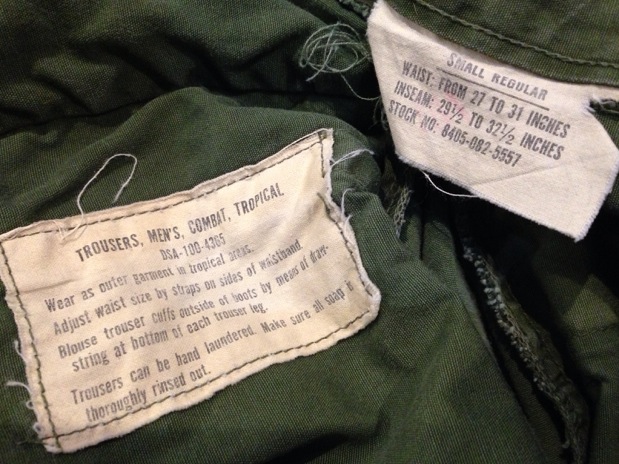 TROUSERS, MEN'S, COMBAT, TROPICAL
DSA-100-4365
Wear as outer garment in tropical areas.
Adjust waist size by straps on sides of waistband.
Blouse trouser cuffs outside of boots by means of draw-
string at bottom of each trouser leg.
Trousers can be hand laundered. Make sure all soap is
thoroughly rinsed out.
SMALL REGULAR
WAIST: FROM 27 TO 31 INCHES
INSEAM: 29½ TO 32½ INCHES
STOCK NO: 8405-082-5557